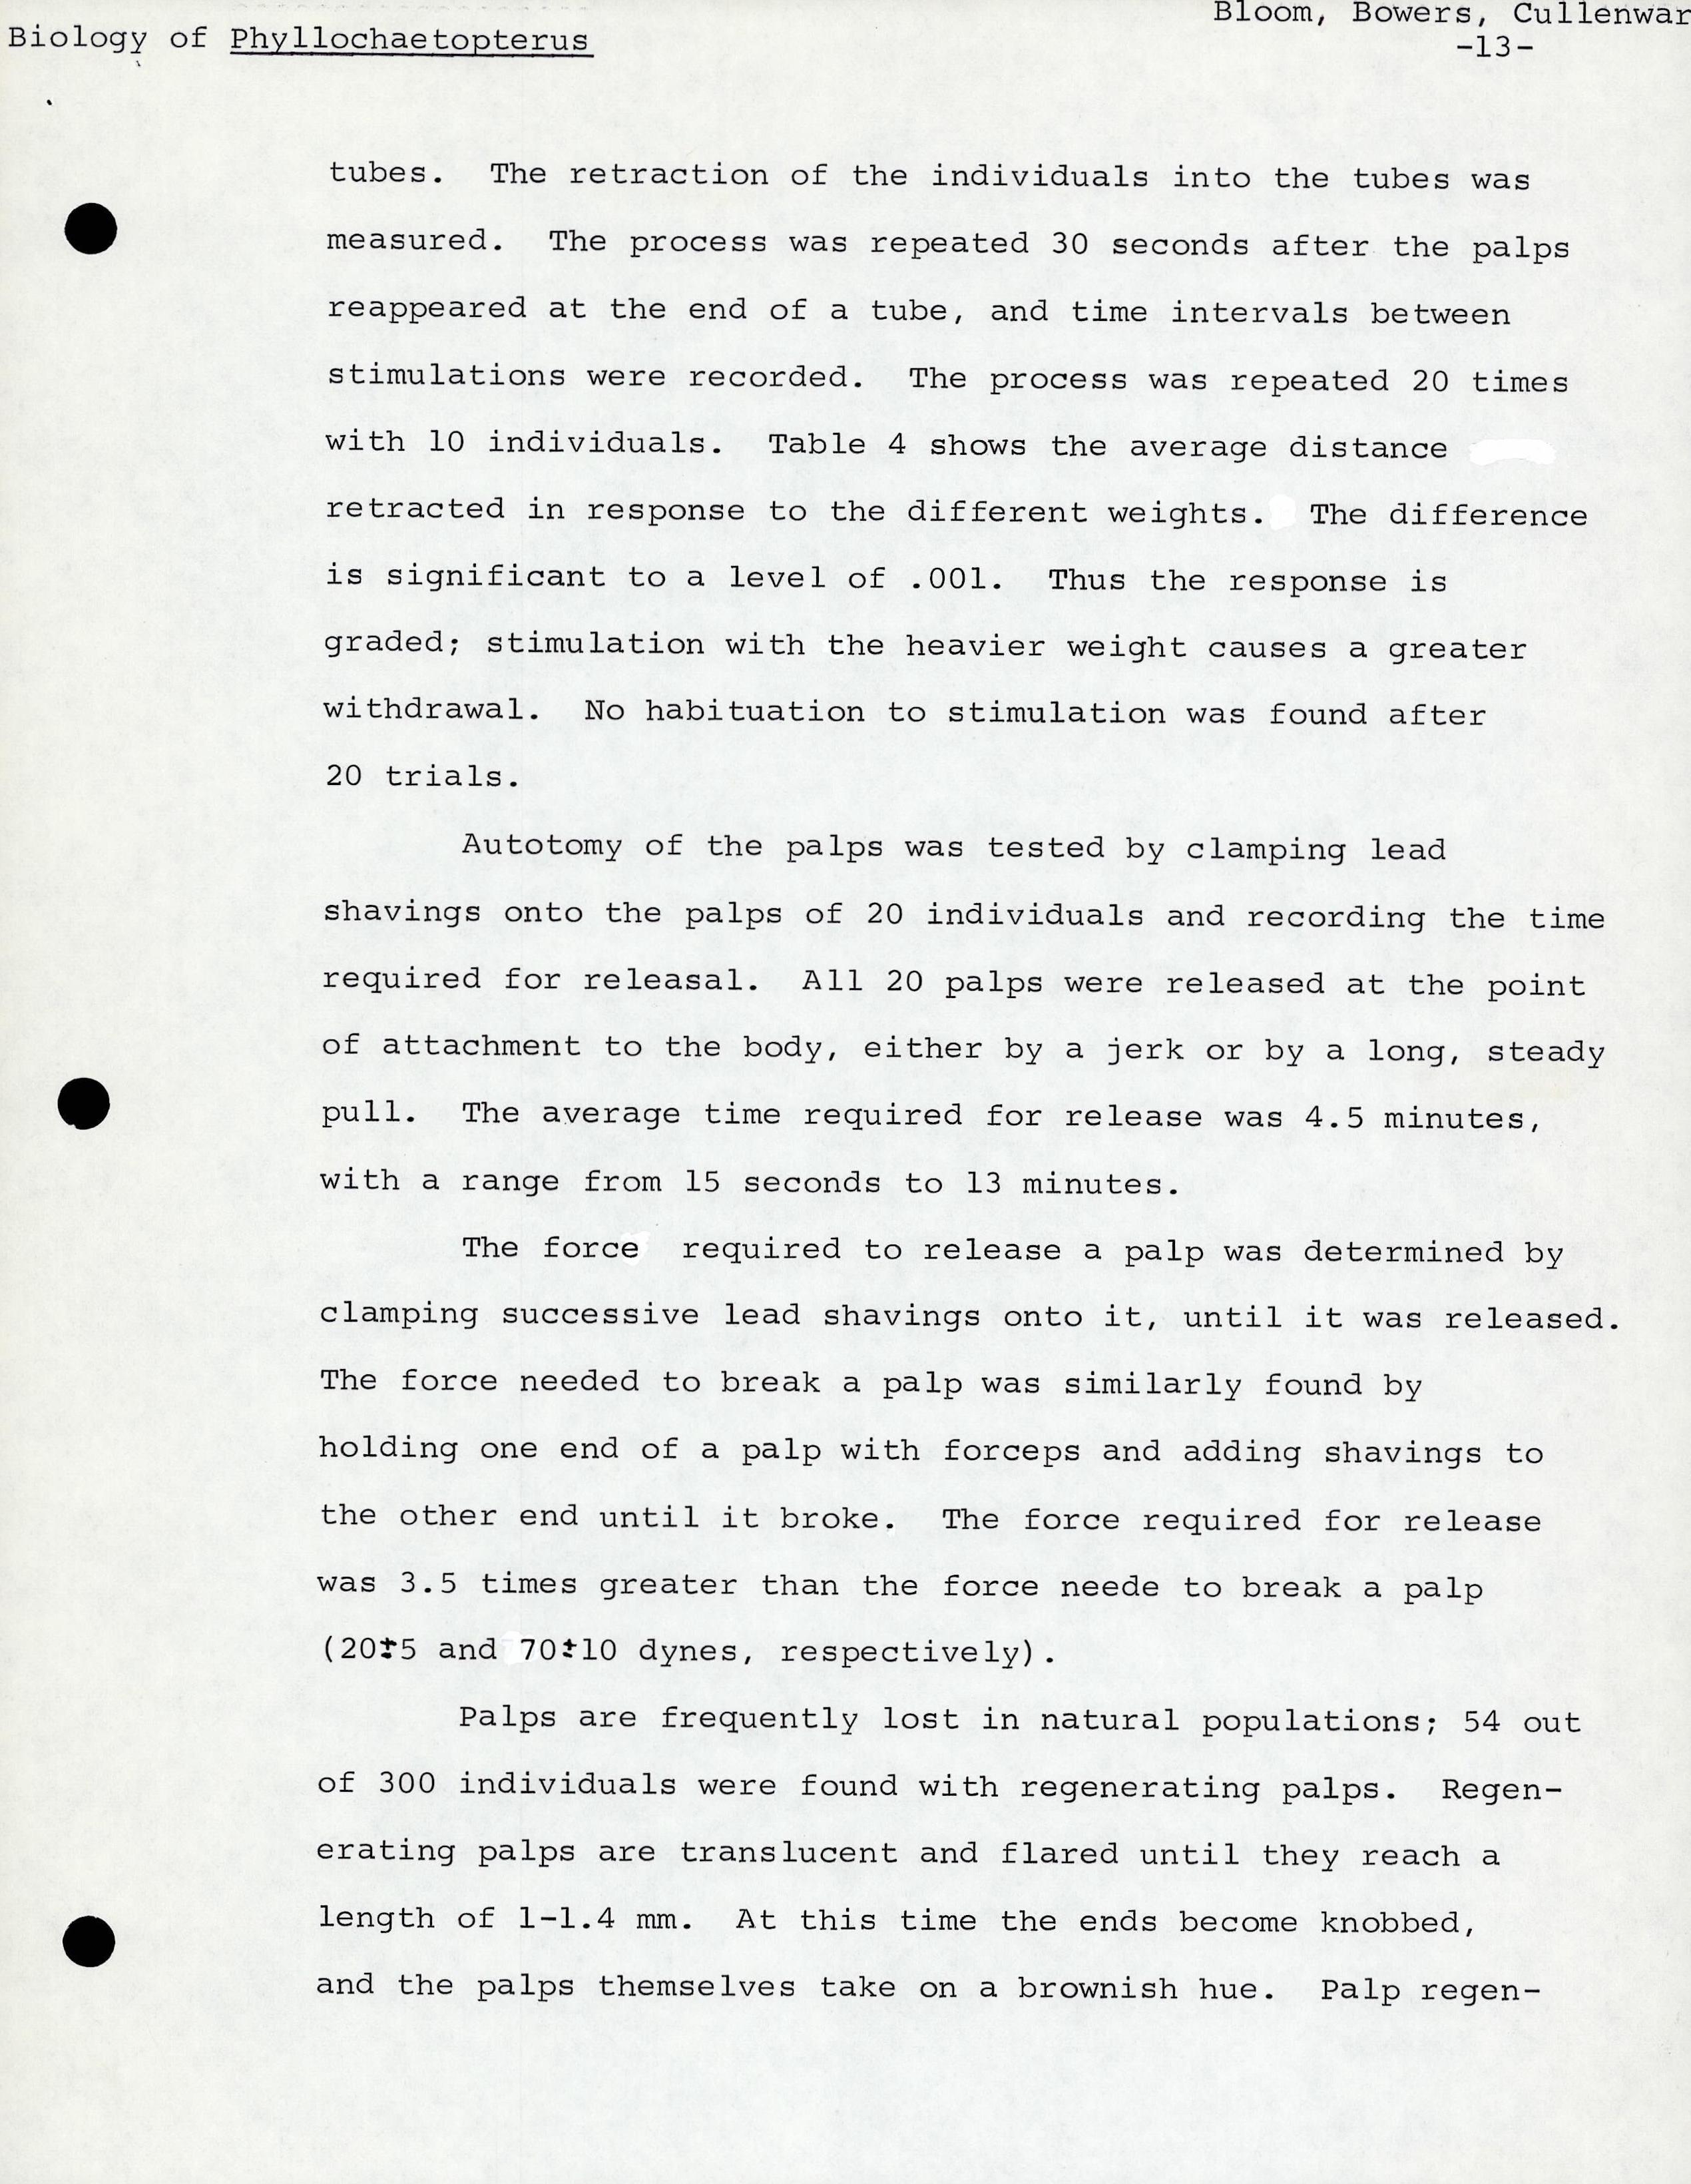 Bloom, Bowers, Cullenwar
Biology of Phyllochaetopterus
-13-
tubes. The retraction of the individuals into the tubes was
measured. The process was repeated 30 seconds after the palps
reappeared at the end of a tube, and time intervals between
stimulations were recorded. The process was repeated 20 times
with 10 individuals. Table 4 shows the average distance
retracted in response to the different weights. The difference
is significant to a level of .001. Thus the response is
graded; stimulation with the heavier weight causes a greater
withdrawal. No habituation to stimulation was found after
20 trials.
Autotomy of the palps was tested by clamping lead
shavings onto the palps of 20 individuals and recording the time
required for releasal. All 20 palps were released at the point
of attachment to the body, either by a jerk or by a long, steady
pull. The average time required for release was 4.5 minutes,
with a range from 15 seconds to 13 minutes.
The force required to release a palp was determined by
clamping successive lead shavings onto it, until it was released.
The force needed to break a palp was similarly found by
holding one end of a palp with forceps and adding shavings to
the other end until it broke. The force required for release
was 3.5 times greater than the force neede to break a palp
(20±5 and 70±10 dynes, respectively).
Palps are frequently lost in natural populations; 54 out
of 300 individuals were found with regenerating palps. Regen-
erating palps are translucent and flared until they reach a
length of 1-1.4 mm. At this time the ends become knobbed,
and the palps themselves take on a brownish hue. Palp regen-